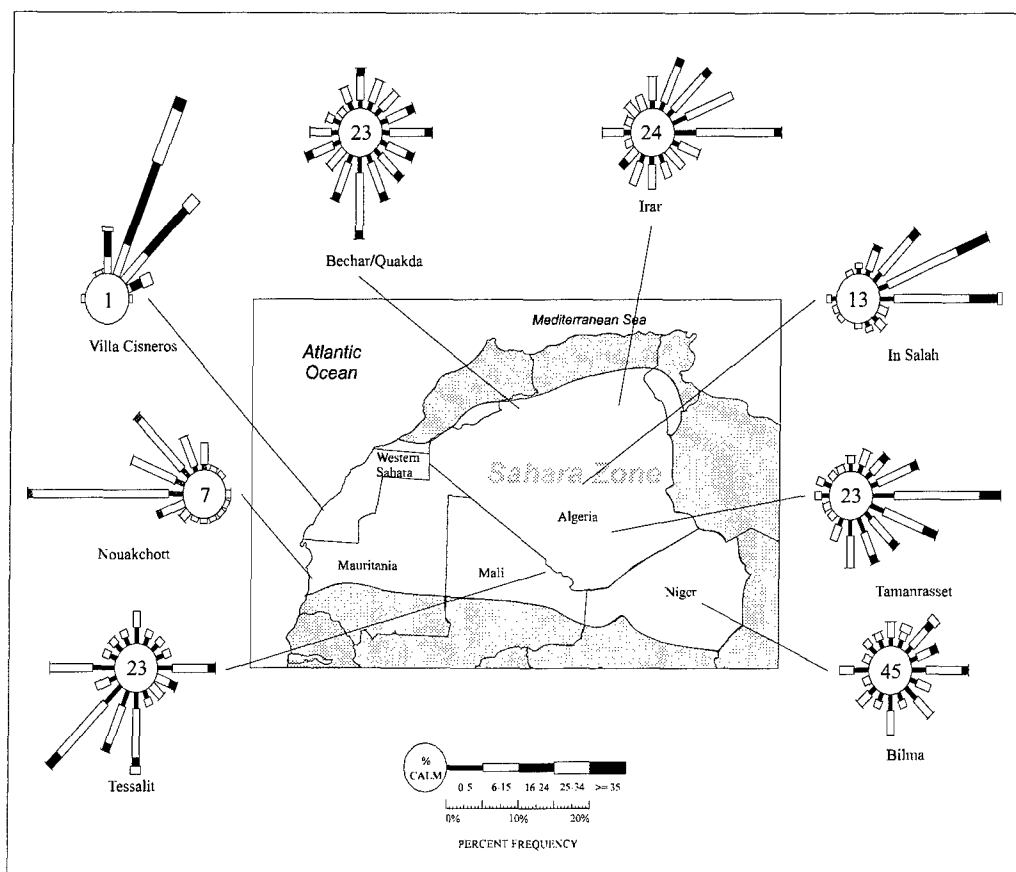 23
24
Irar
Bechar/Quakda
1
13
Villa Cisneros
In Salah
Mediterranean Sea
Atlantic
Ocean
Western
Sahara
Sahara Zone
7
23
Algeria
Nouakchott
Mauritania
Mali
Niger
Tamanrasset
23
45
Tessalit
Bilma
%
CALM
0-5 6-15 16-24 25-34 >= 35
0% 10% 20%
PERCENT FREQUENCY